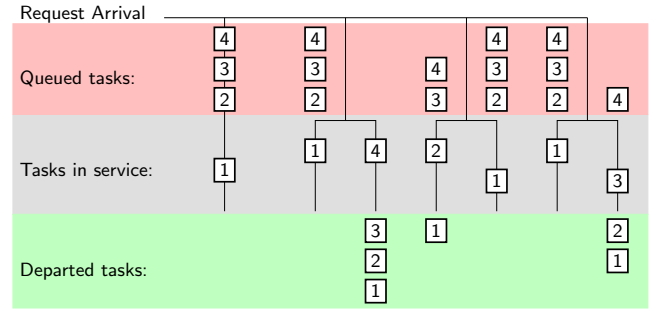 Request Arrival
4 4 4 4
3 3 4 3 3
Queued tasks:
2 2 3 2 2 4
1 4 2 1
Tasks in service:
1 1 3
3 1 2
2 1
Departed tasks:
1